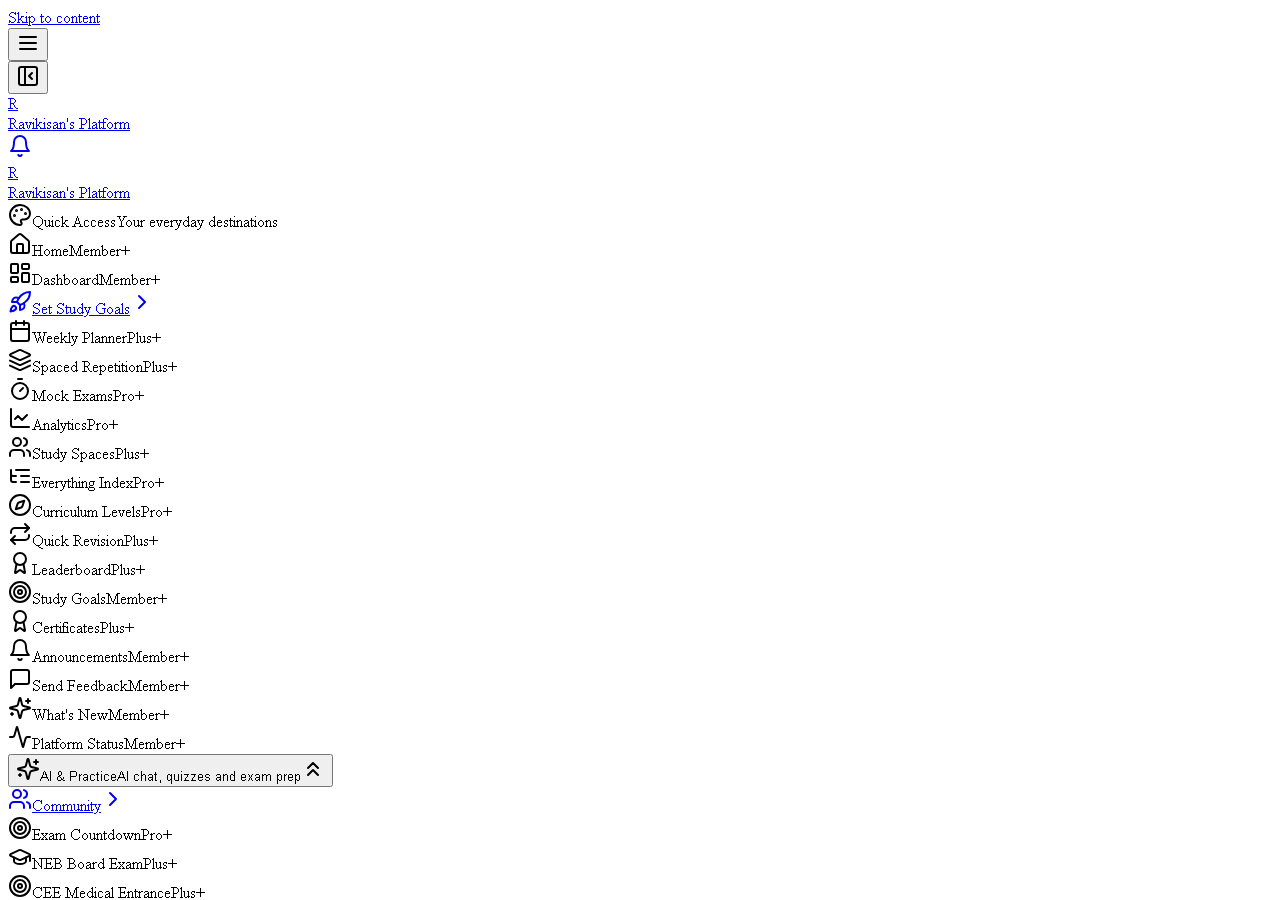 Skip to content
R
Ravikisan's Platform
R
Ravikisan's Platform
Quick AccessYour everyday destinations
HomeMember+
DashboardMember+
Set Study Goals
Weekly PlannerPlus+
Spaced RepetitionPlus+
Mock ExamsPro+
AnalyticsPro+
Study SpacesPlus+
Everything IndexPro+
Curriculum LevelsPro+
Quick RevisionPlus+
LeaderboardPlus+
Study GoalsMember+
CertificatesPlus+
AnnouncementsMember+
Send FeedbackMember+
What's NewMember+
Platform StatusMember+
AI & PracticeAI chat, quizzes and exam prep
Community
Exam CountdownPro+
NEB Board ExamPlus+
CEE Medical EntrancePlus+